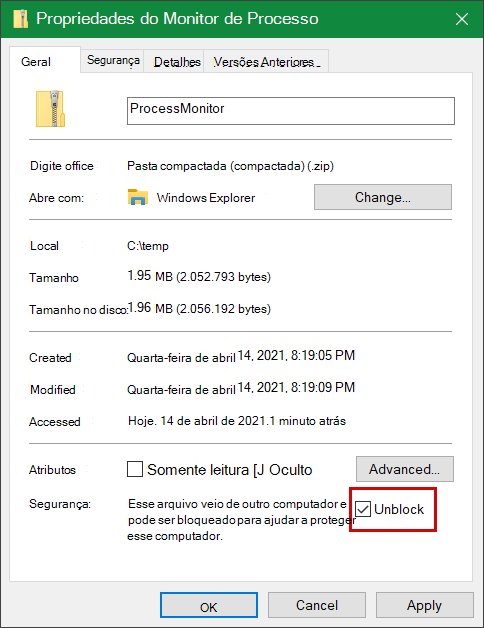 Propriedades do Monitor de Processo
Geral Segurança Detalhes Versões Anteriores
ProcessMonitor
Digite office Pasta compactada (compactada) (.zip)
Abre com: Windows Explorer Change...
Local C:\temp
Tamanho 1.95 MB (2.052.793 bytes)
Tamanho no disco: 1.96 MB (2.056.192 bytes)
Created Quarta-feira de abril 14, 2021, 8:19:05 PM
Modified Quarta-feira de abril 14, 2021, 8:19:09 PM
Accessed Hoje. 14 de abril de 2021.1 minuto atrás
Atributos Somente leitura [J Oculto Advanced...
Segurança: Esse arquivo veio de outro computador e
pode ser bloqueado para ajudar a proteger Unblock
esse computador.
OK Cancel Apply